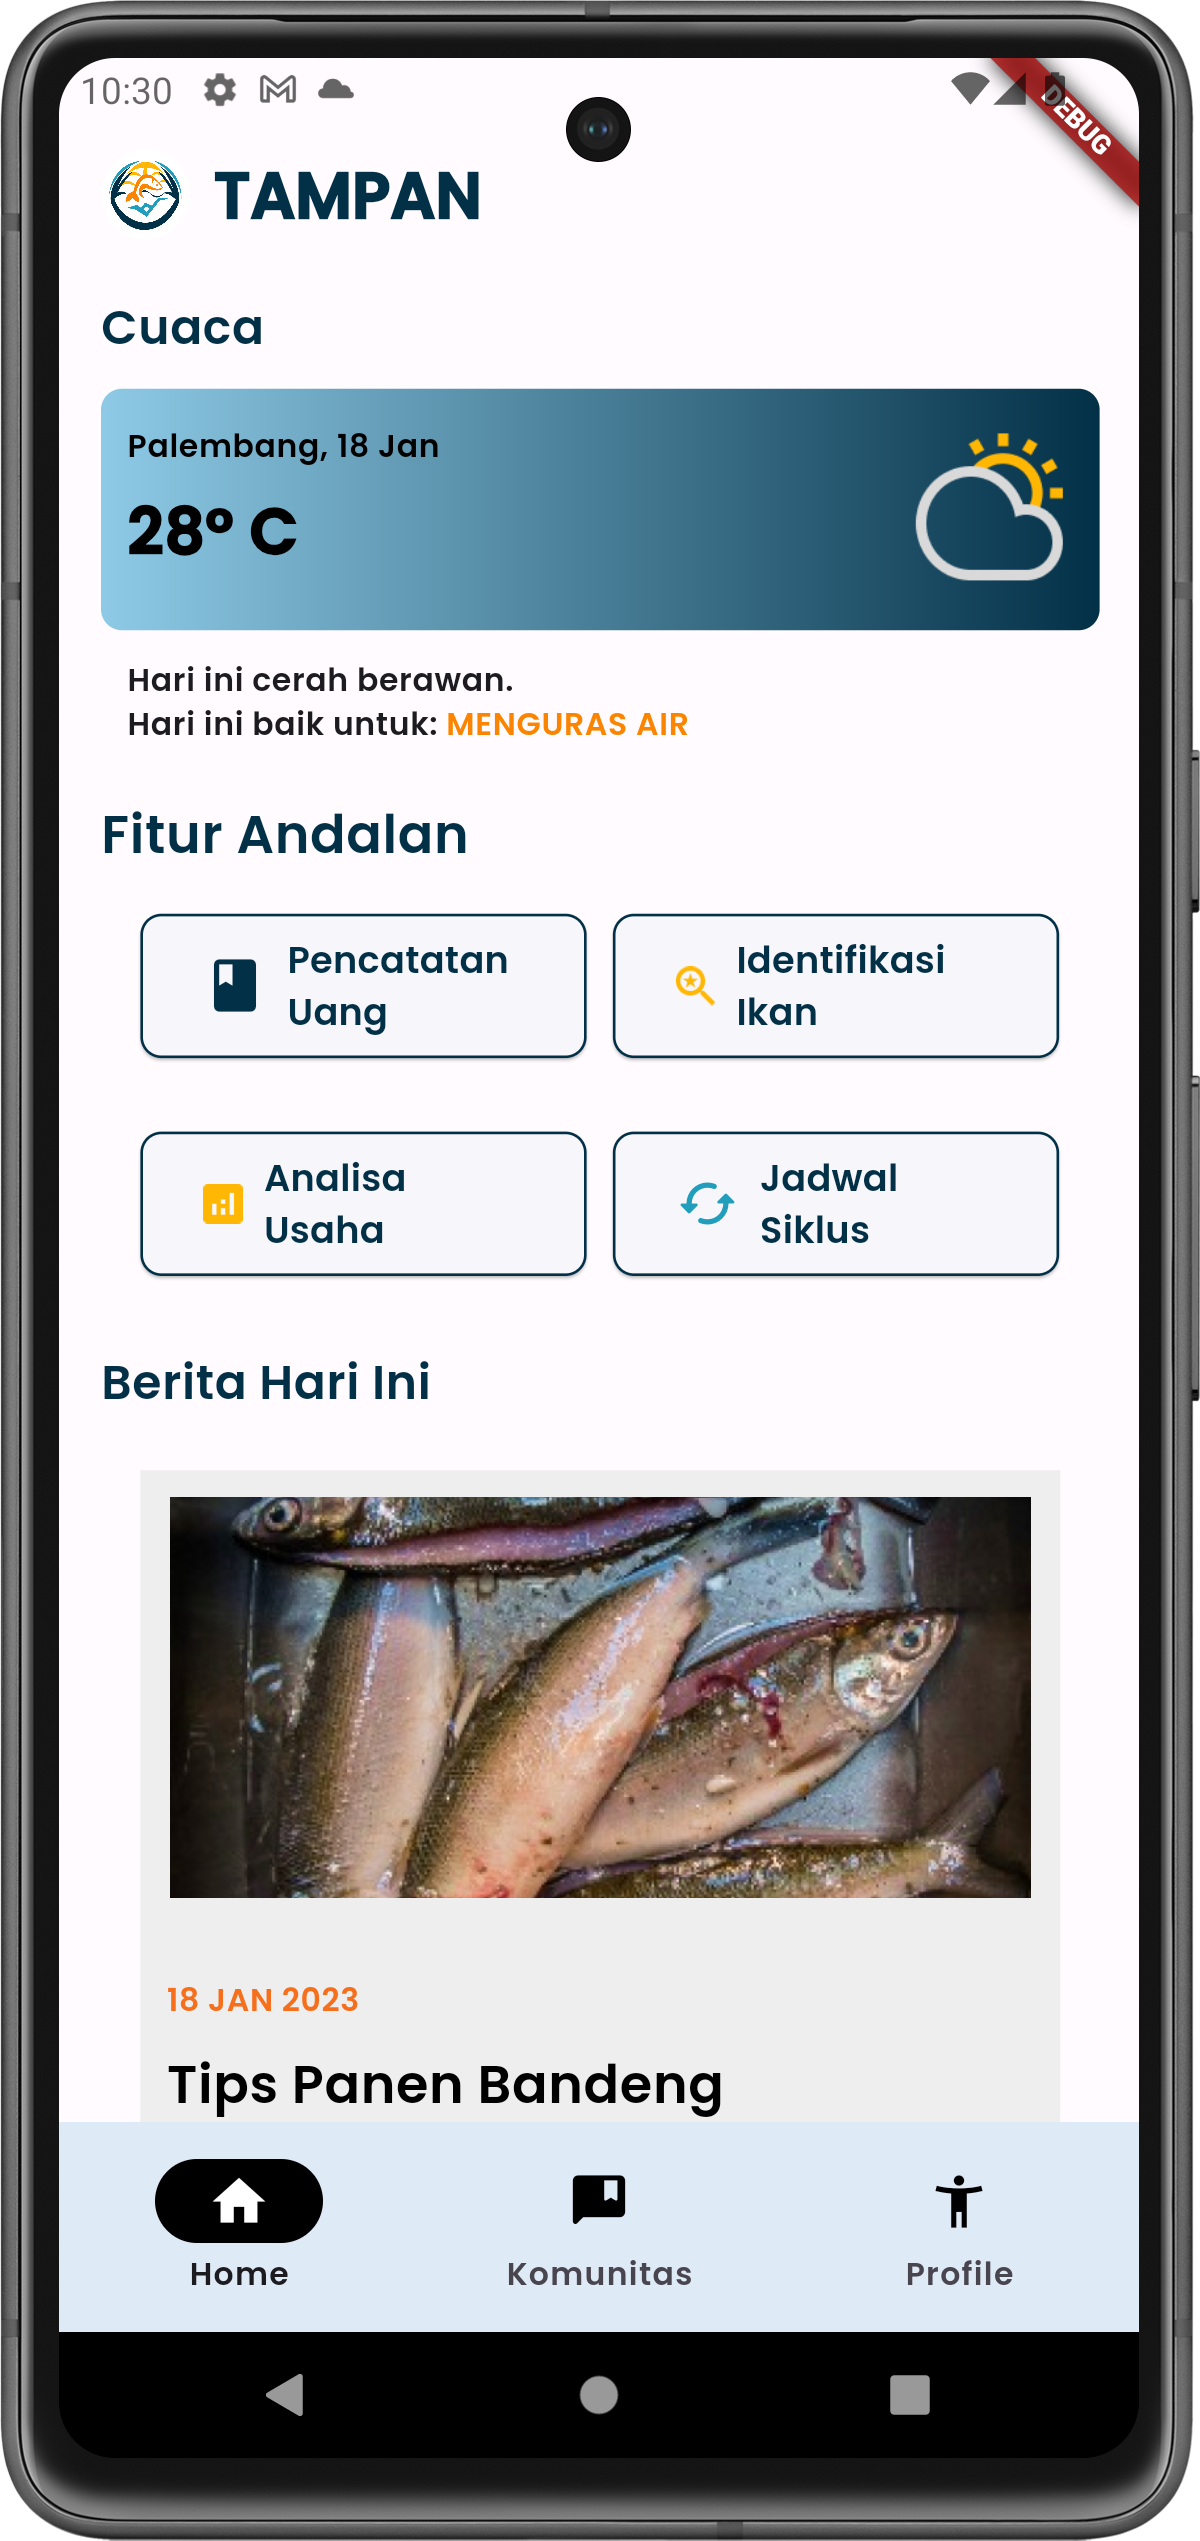 10:30
DEBUG
TAMPAN
Cuaca
Palembang, 18 Jan
28° C
Hari ini cerah berawan.
Hari ini baik untuk: MENGURAS AIR
Fitur Andalan
Pencatatan
Uang
Identifikasi
Ikan
Analisa
Usaha
Jadwal
Siklus
Berita Hari Ini
18 JAN 2023
Tips Panen Bandeng
Home
Komunitas
Profile